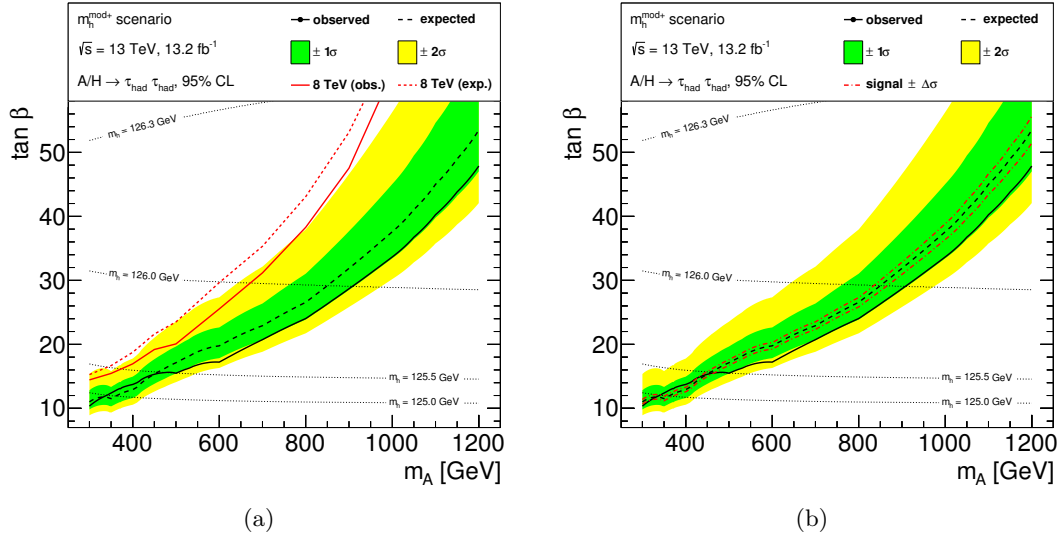 m_h^mod+ scenario
√s = 13 TeV, 13.2 fb⁻¹
A/H → τ_had τ_had, 95% CL
observed
expected
± 1σ
± 2σ
8 TeV (obs.)
8 TeV (exp.)
tan β
50
40
30
20
10
m_h = 126.3 GeV
m_h = 126.0 GeV
m_h = 125.5 GeV
m_h = 125.0 GeV
400 600 800 1000 1200
m_A [GeV]
(a)
m_h^mod+ scenario
√s = 13 TeV, 13.2 fb⁻¹
A/H → τ_had τ_had, 95% CL
observed
expected
± 1σ
± 2σ
signal ± Δσ
tan β
50
40
30
20
10
m_h = 126.3 GeV
m_h = 126.0 GeV
m_h = 125.5 GeV
m_h = 125.0 GeV
400 600 800 1000 1200
m_A [GeV]
(b)